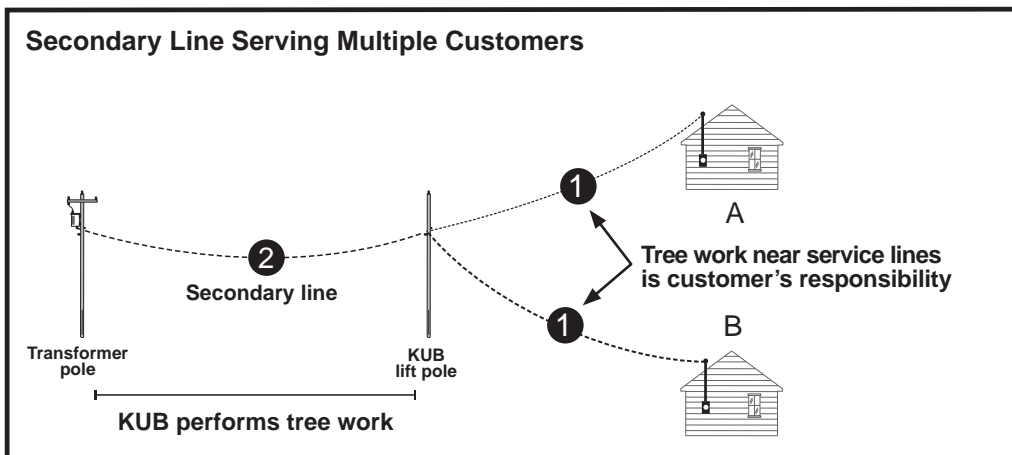 Secondary Line Serving Multiple Customers
1
A
2
Secondary line
Tree work near service lines
is customer’s responsibility
1
B
Transformer
pole
KUB
lift pole
KUB performs tree work